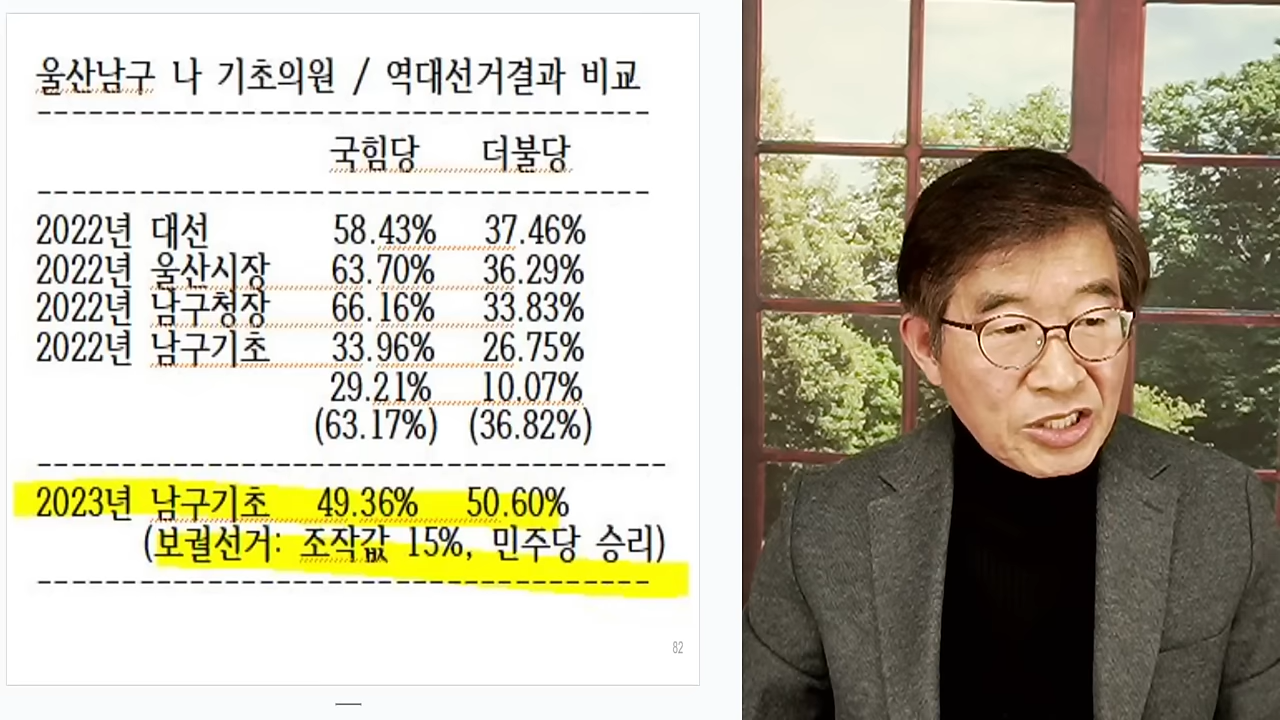 울산남구 나 기초의원 / 역대선거결과 비교
국힘당 더불당
2022년 대선 58.43% 37.46%
2022년 울산시장 63.70% 36.29%
2022년 남구청장 66.16% 33.83%
2022년 남구기초 33.96% 26.75%
29.21% 10.07%
(63.17%) (36.82%)
2023년 남구기초 49.36% 50.60%
(보궐선거: 조작값 15%, 민주당 승리)
82